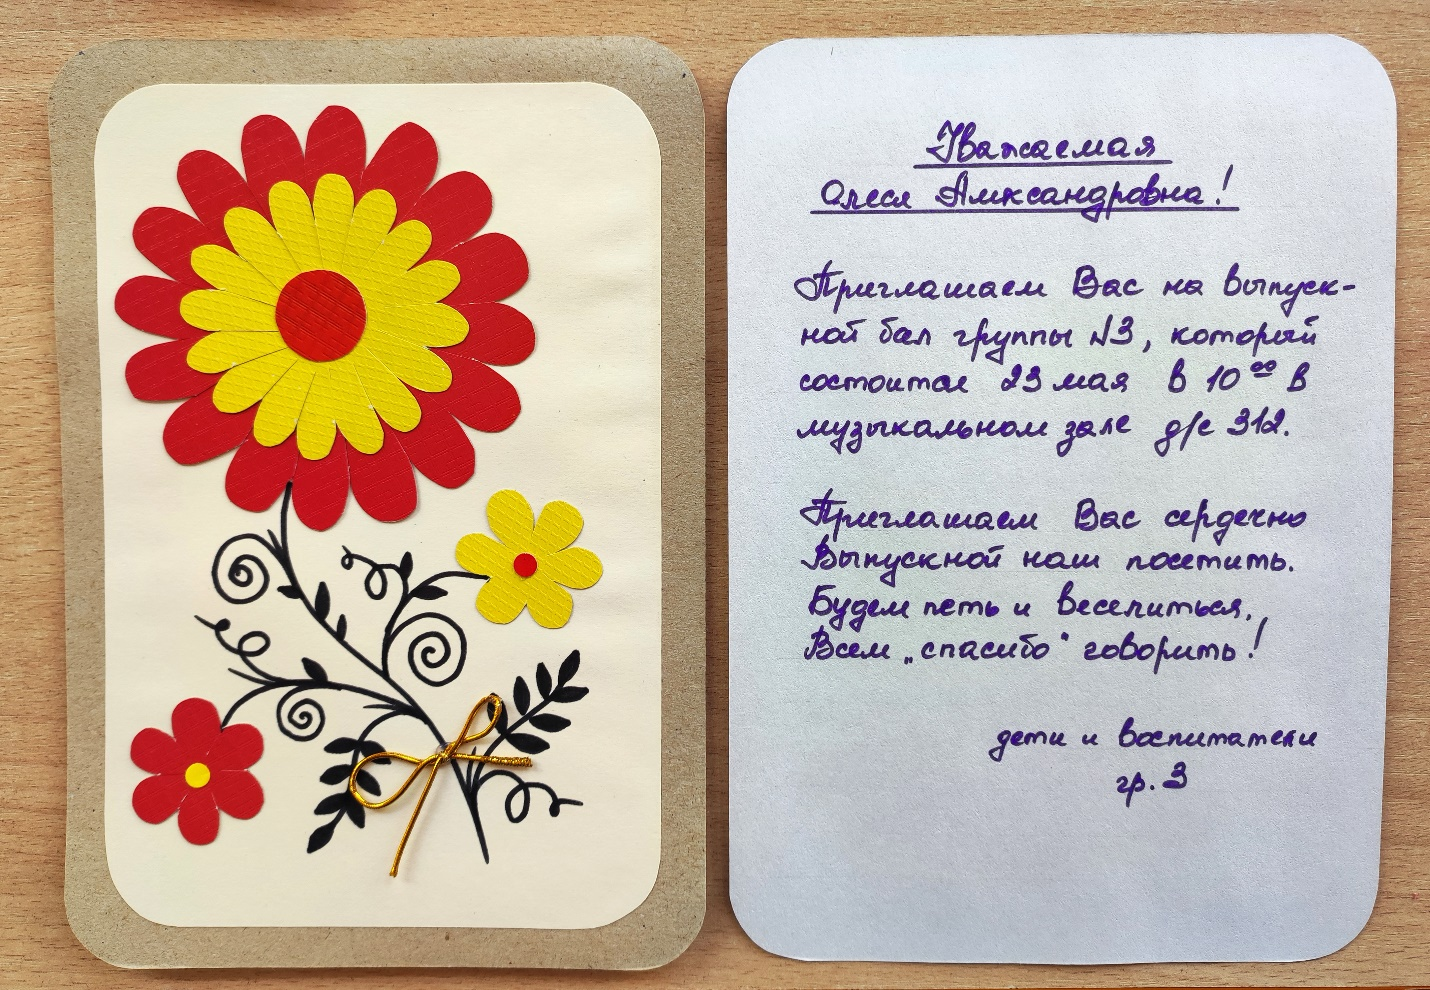 Уважаемая
Олеся Александровна!
Приглашаем Вас на выпуск-
ной бал группы №3, который
состоится 23 мая в 10⁰⁰ в
музыкальном зале д/с 312.
Приглашаем Вас сердечно
Выпускной наш посетить.
Будем петь и веселиться,
Всем „спасибо“ говорить!
дети и воспитатели
гр. 3